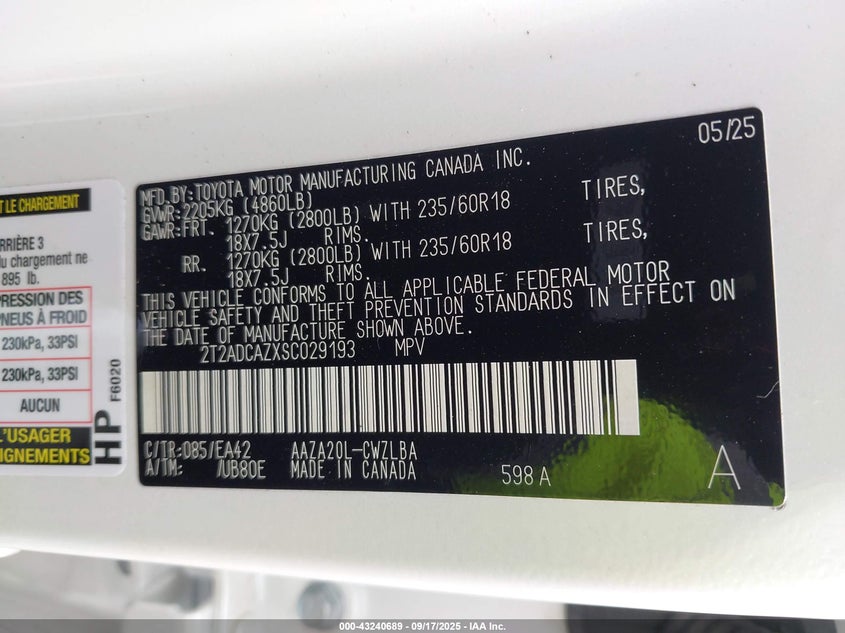 05/25
MFD.BY:TOYOTA MOTOR MANUFACTURING CANADA INC.
GVWR:2205KG (4860LB)
GAWR:FRT. 1270KG (2800LB) WITH 235/60R18 TIRES,
18X7.5J RIMS.
RR. 1270KG (2800LB) WITH 235/60R18 TIRES,
18X7.5J RIMS.
THIS VEHICLE CONFORMS TO ALL APPLICABLE FEDERAL MOTOR
VEHICLE SAFETY AND THEFT PREVENTION STANDARDS IN EFFECT ON
THE DATE OF MANUFACTURE SHOWN ABOVE.
2T2ADCAZXSC029193 MPV
C/TR:085/EA42 AAZA20L-CWZLBA
A/TM: /UB80E MADE IN CANADA
598 A
A
ET LE CHARGEMENT
ARRIÈRE 3
du chargement ne
895 lb.
PRESSION DES
PNEUS À FROID
230kPa, 33PSI
230kPa, 33PSI
AUCUN
L'USAGER
HP
F6020
000-43240689 - 09/17/2025 - IAA Inc.